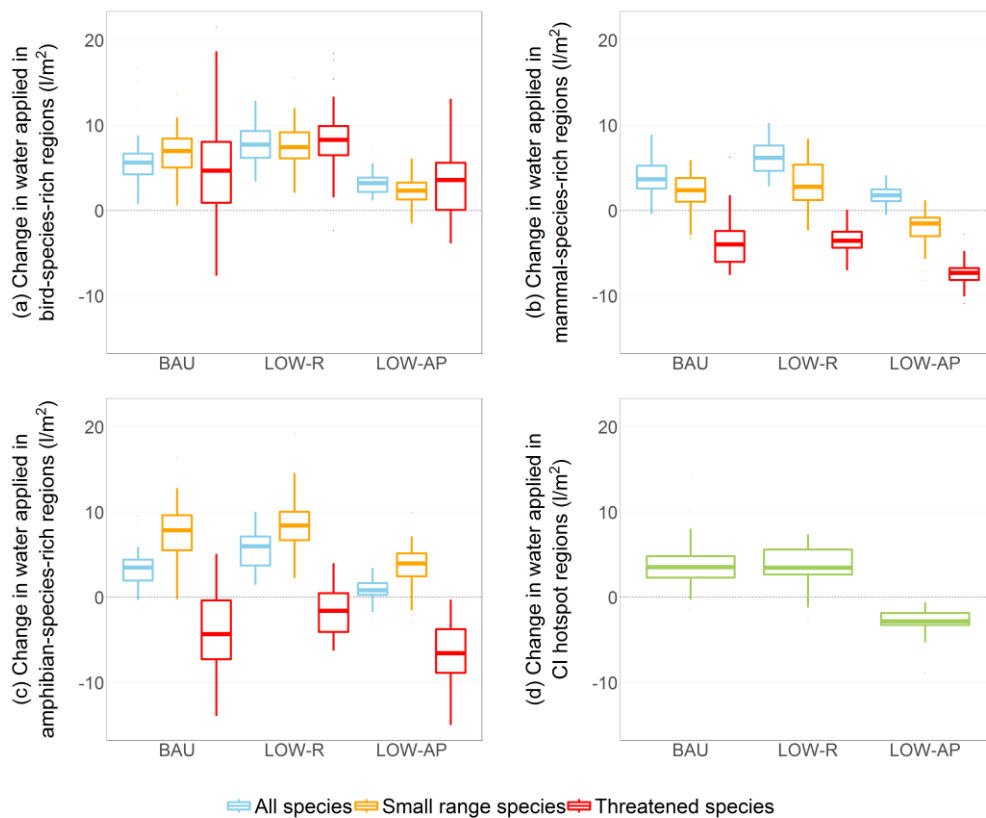 (a) Change in water applied in
bird-species-rich regions (l/m²)
20
10
0
-10
BAU
LOW-R
LOW-AP
(b) Change in water applied in
mammal-species-rich regions (l/m²)
20
10
0
-10
BAU
LOW-R
LOW-AP
(c) Change in water applied in
amphibian-species-rich regions (l/m²)
20
10
0
-10
BAU
LOW-R
LOW-AP
(d) Change in water applied in
CI hotspot regions (l/m²)
20
10
0
-10
BAU
LOW-R
LOW-AP
All species Small range species Threatened species